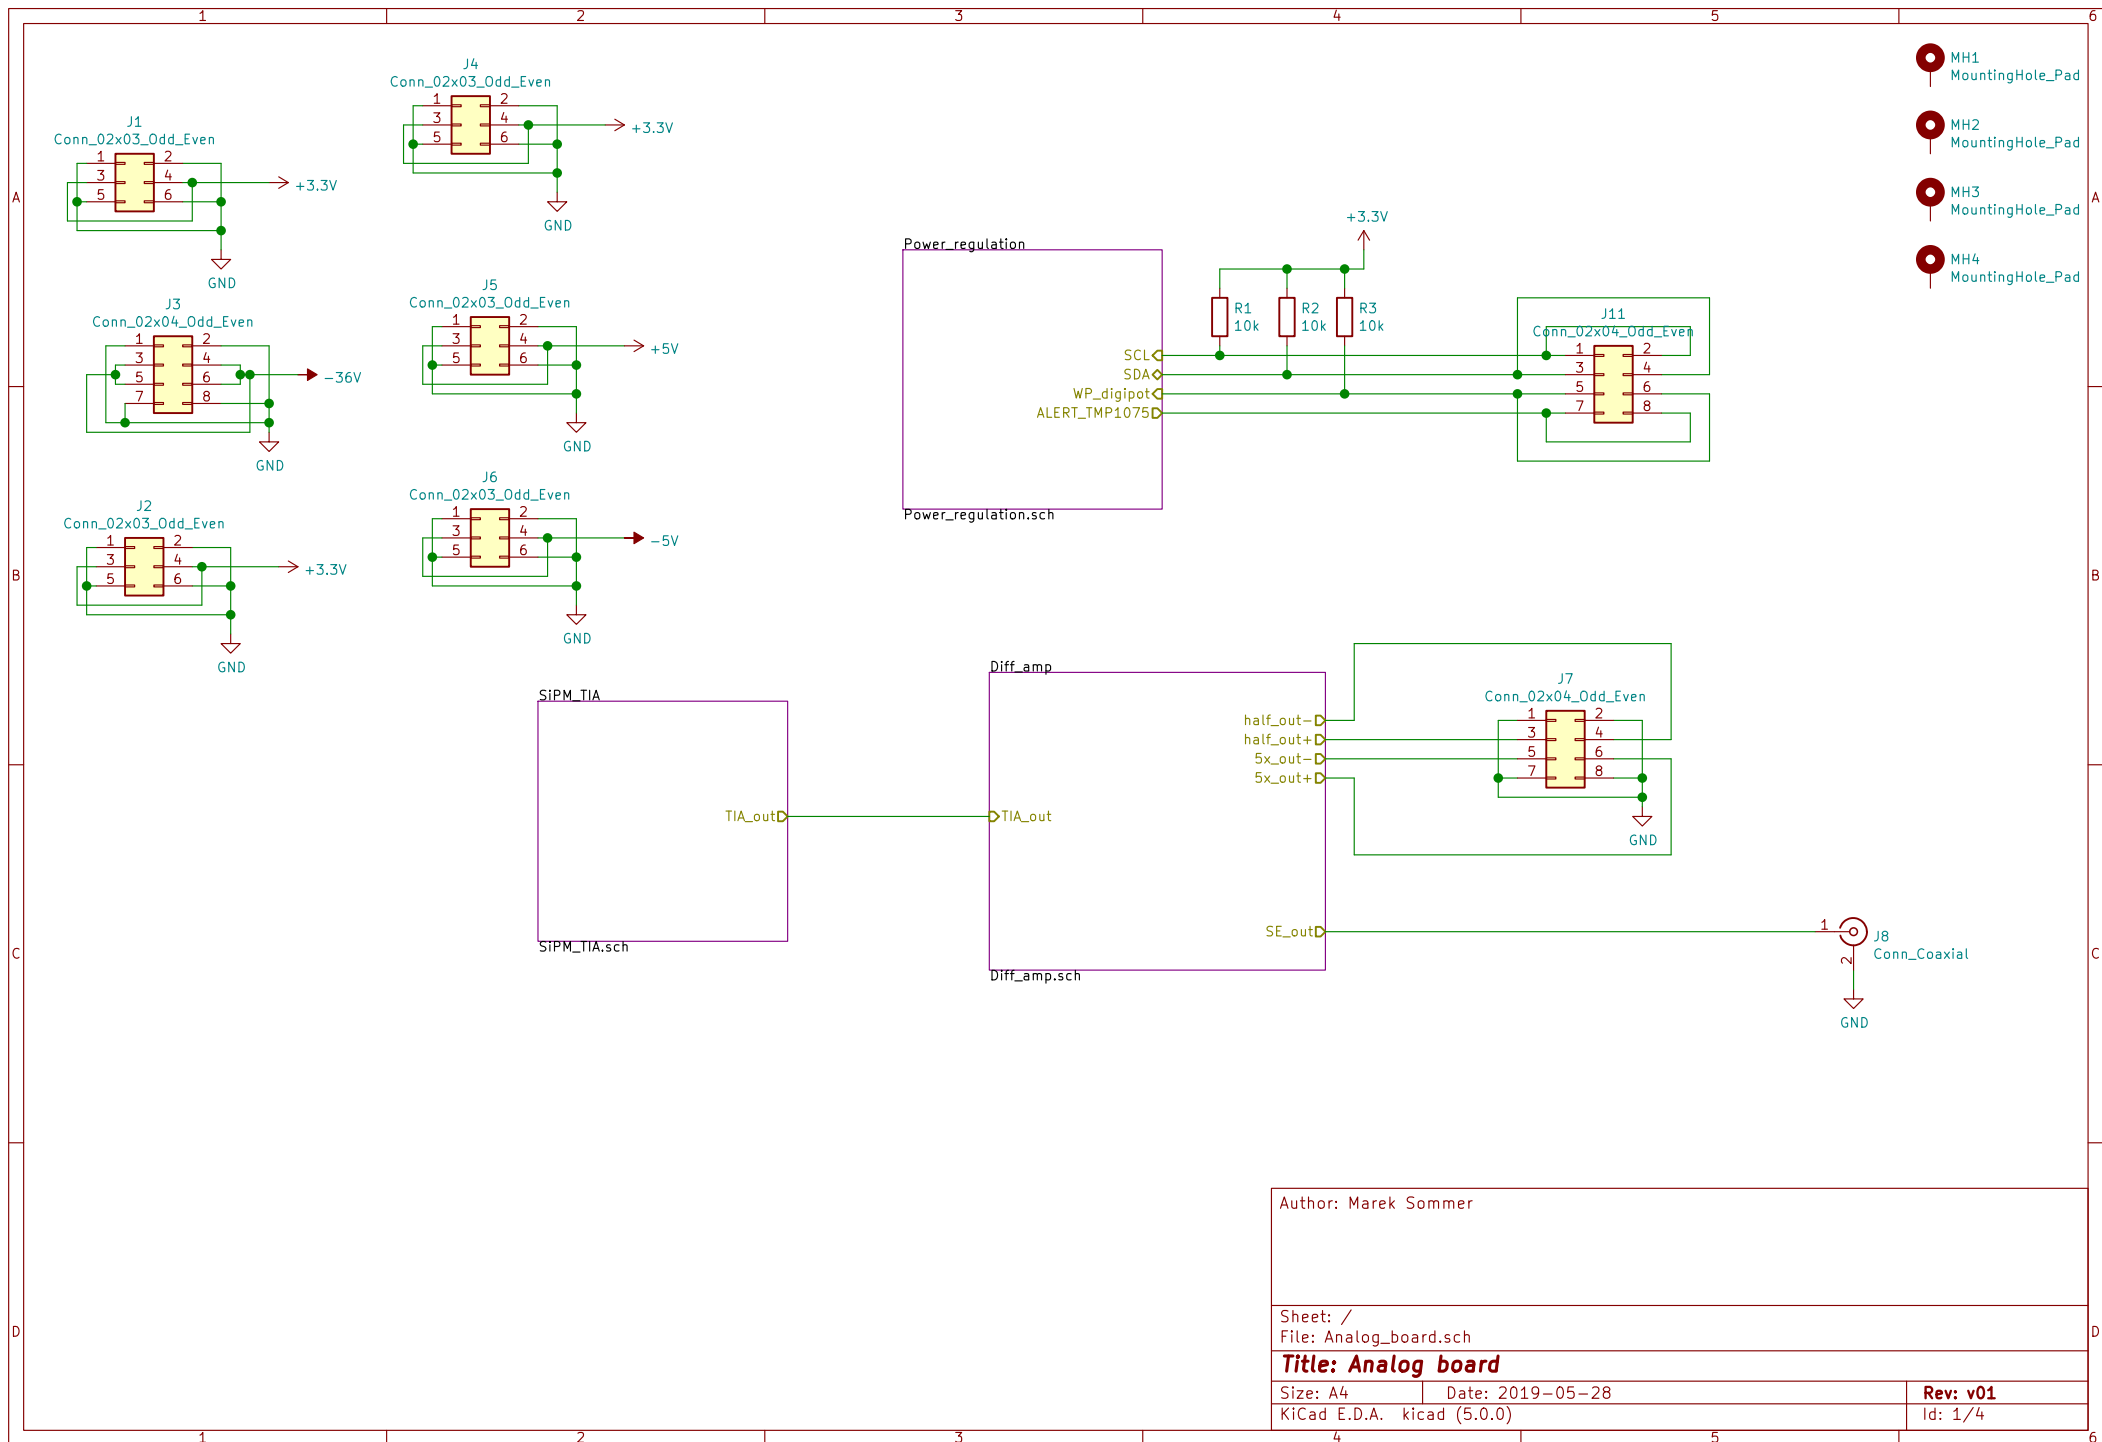 1 2 3 4 5 6
A
B
C
D
A
B
C
D
1 2 3 4 5 6
J1
Conn_02x03_Odd_Even
1 2
3 4
5 6
+3.3V
GND
J4
Conn_02x03_Odd_Even
1 2
3 4
5 6
+3.3V
GND
J3
Conn_02x04_Odd_Even
1 2
3 4
5 6
7 8
-36V
GND
J5
Conn_02x03_Odd_Even
1 2
3 4
5 6
+5V
GND
J2
Conn_02x03_Odd_Even
1 2
3 4
5 6
+3.3V
GND
J6
Conn_02x03_Odd_Even
1 2
3 4
5 6
-5V
GND
Power_regulation
SCL
SDA
WP_digipot
ALERT_TMP1075
Power_regulation.sch
+3.3V
R1
10k
R2
10k
R3
10k
J11
Conn_02x04_Odd_Even
1 2
3 4
5 6
7 8
MH1
MountingHole_Pad
MH2
MountingHole_Pad
MH3
MountingHole_Pad
MH4
MountingHole_Pad
SiPM_TIA
TIA_out
SiPM_TIA.sch
Diff_amp
half_out-
half_out+
5x_out-
5x_out+
TIA_out
SE_out
Diff_amp.sch
J7
Conn_02x04_Odd_Even
1 2
3 4
5 6
7 8
GND
1
2
J8
Conn_Coaxial
GND
Author: Marek Sommer
Sheet: /
File: Analog_board.sch
Title: Analog board
Size: A4 Date: 2019-05-28 Rev: v01
KiCad E.D.A. kicad (5.0.0) Id: 1/4